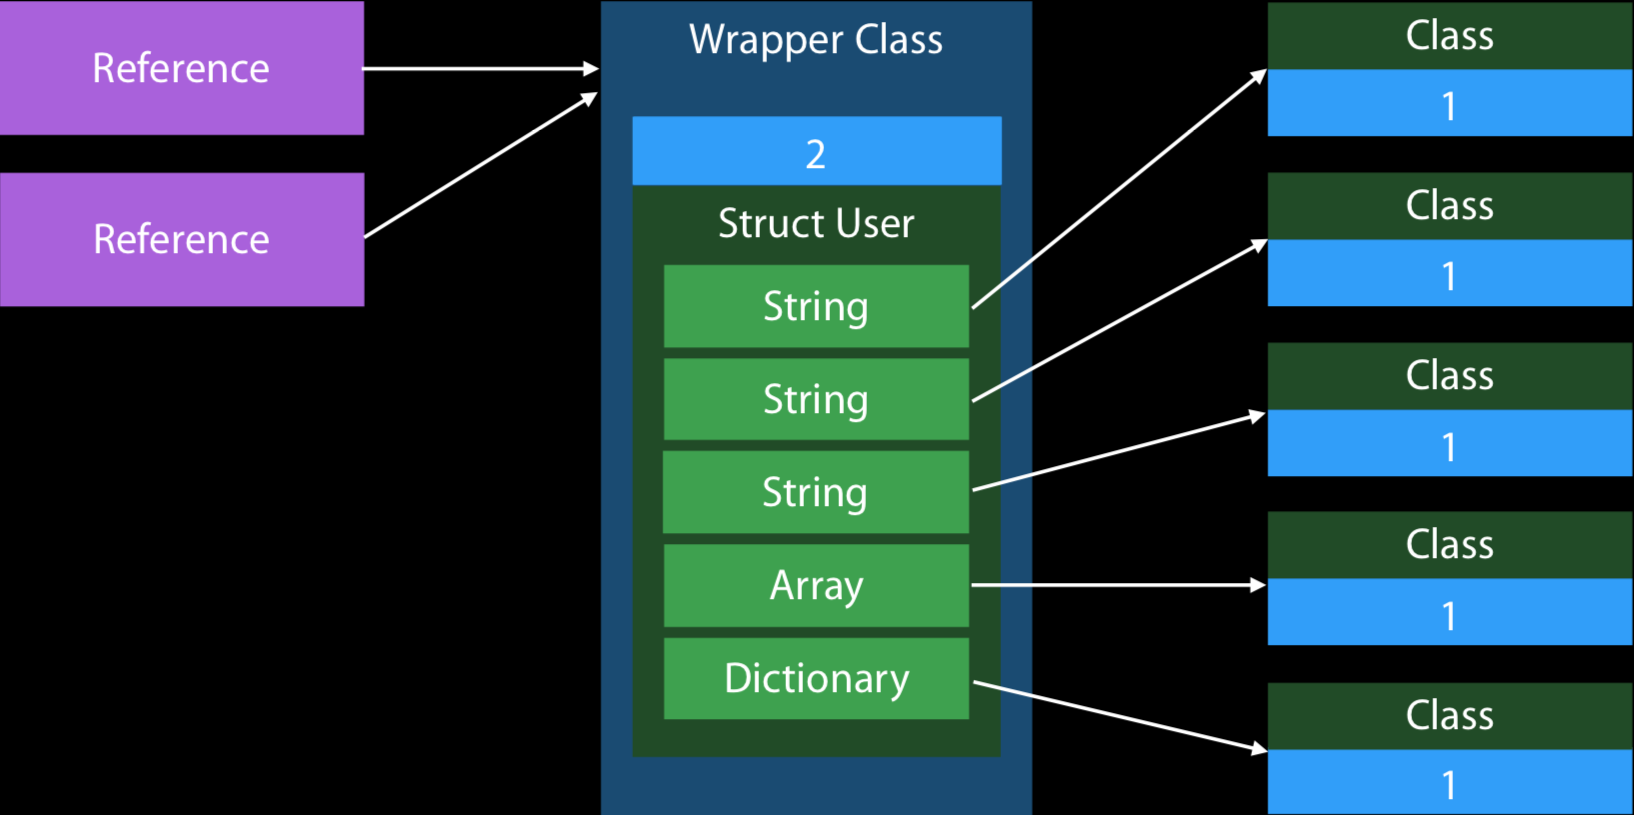 Reference
Reference
Wrapper Class
2
Struct User
String
String
String
Array
Dictionary
Class
1
Class
1
Class
1
Class
1
Class
1